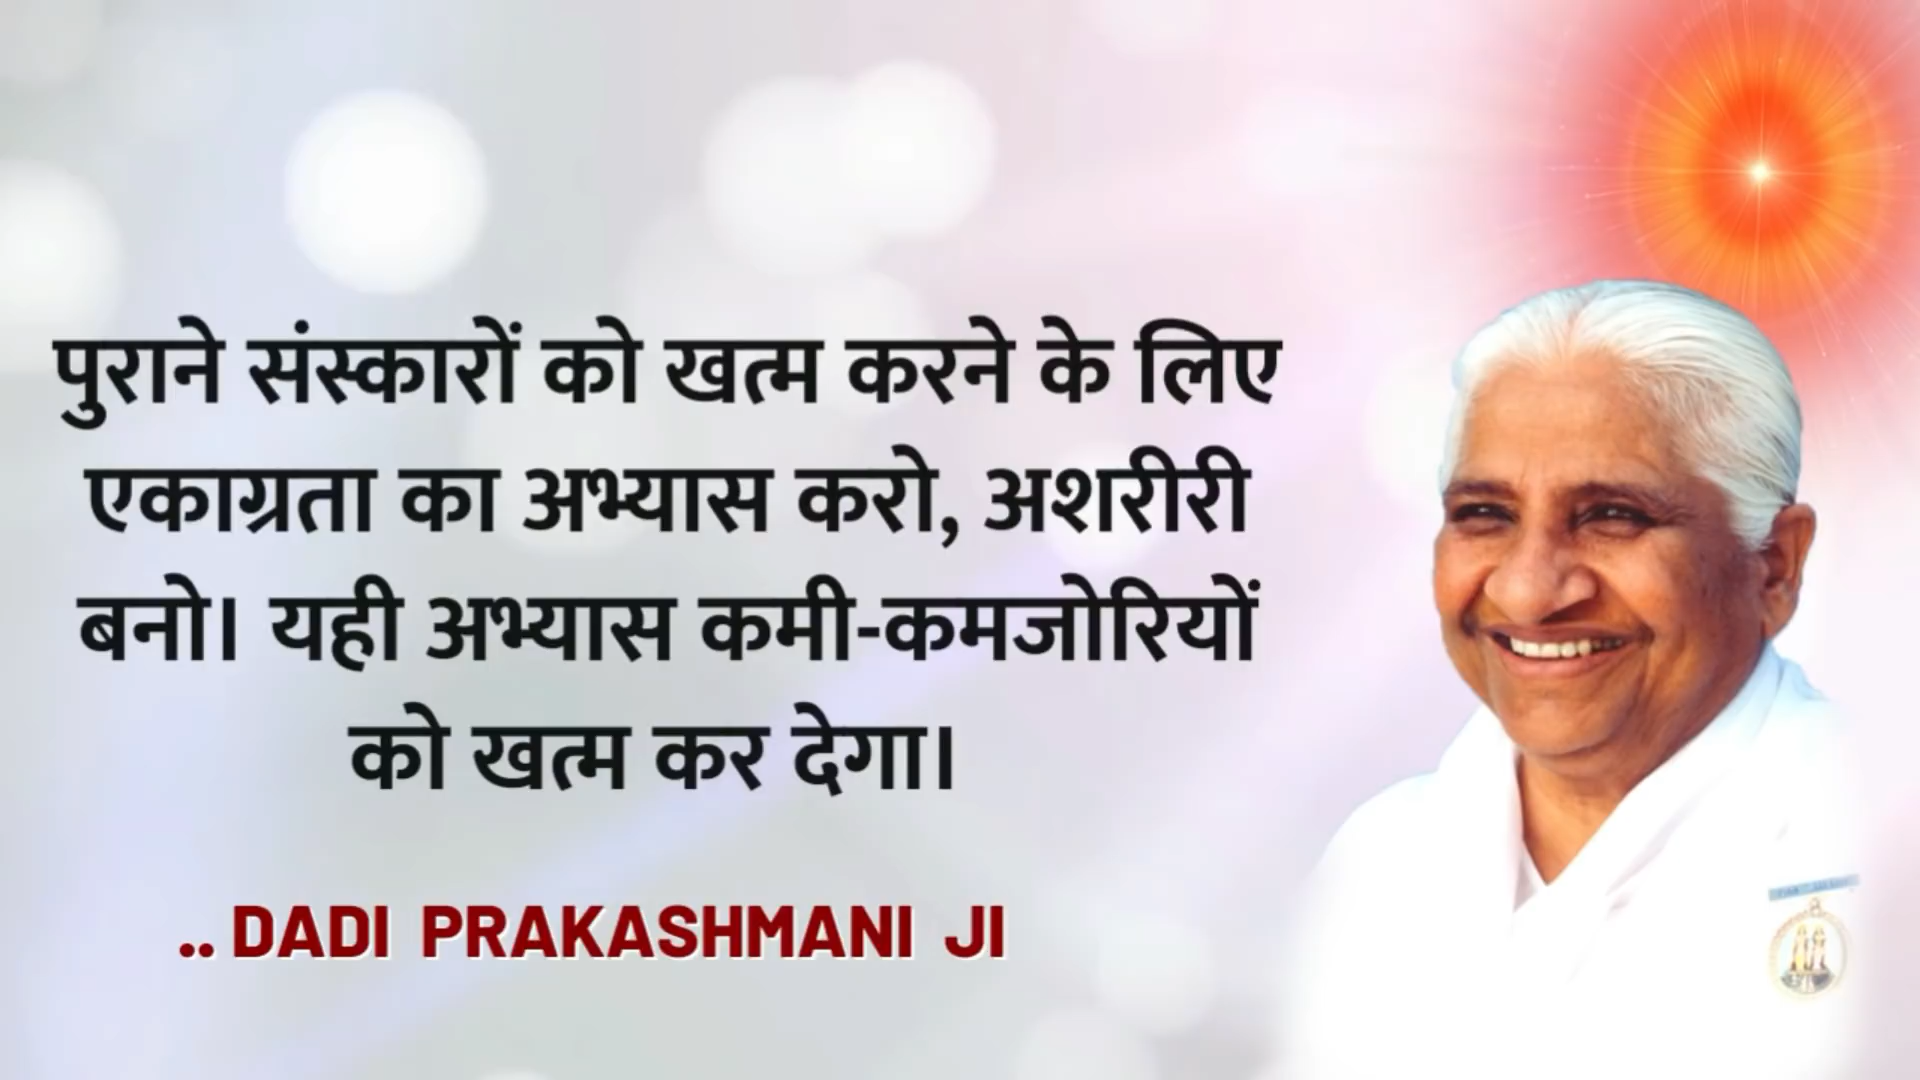 पुराने संस्कारों को खत्म करने के लिए
एकाग्रता का अभ्यास करो, अशरीरी
बनो। यही अभ्यास कमी-कमजोरियों
को खत्म कर देगा।
.. DADI PRAKASHMANI JI